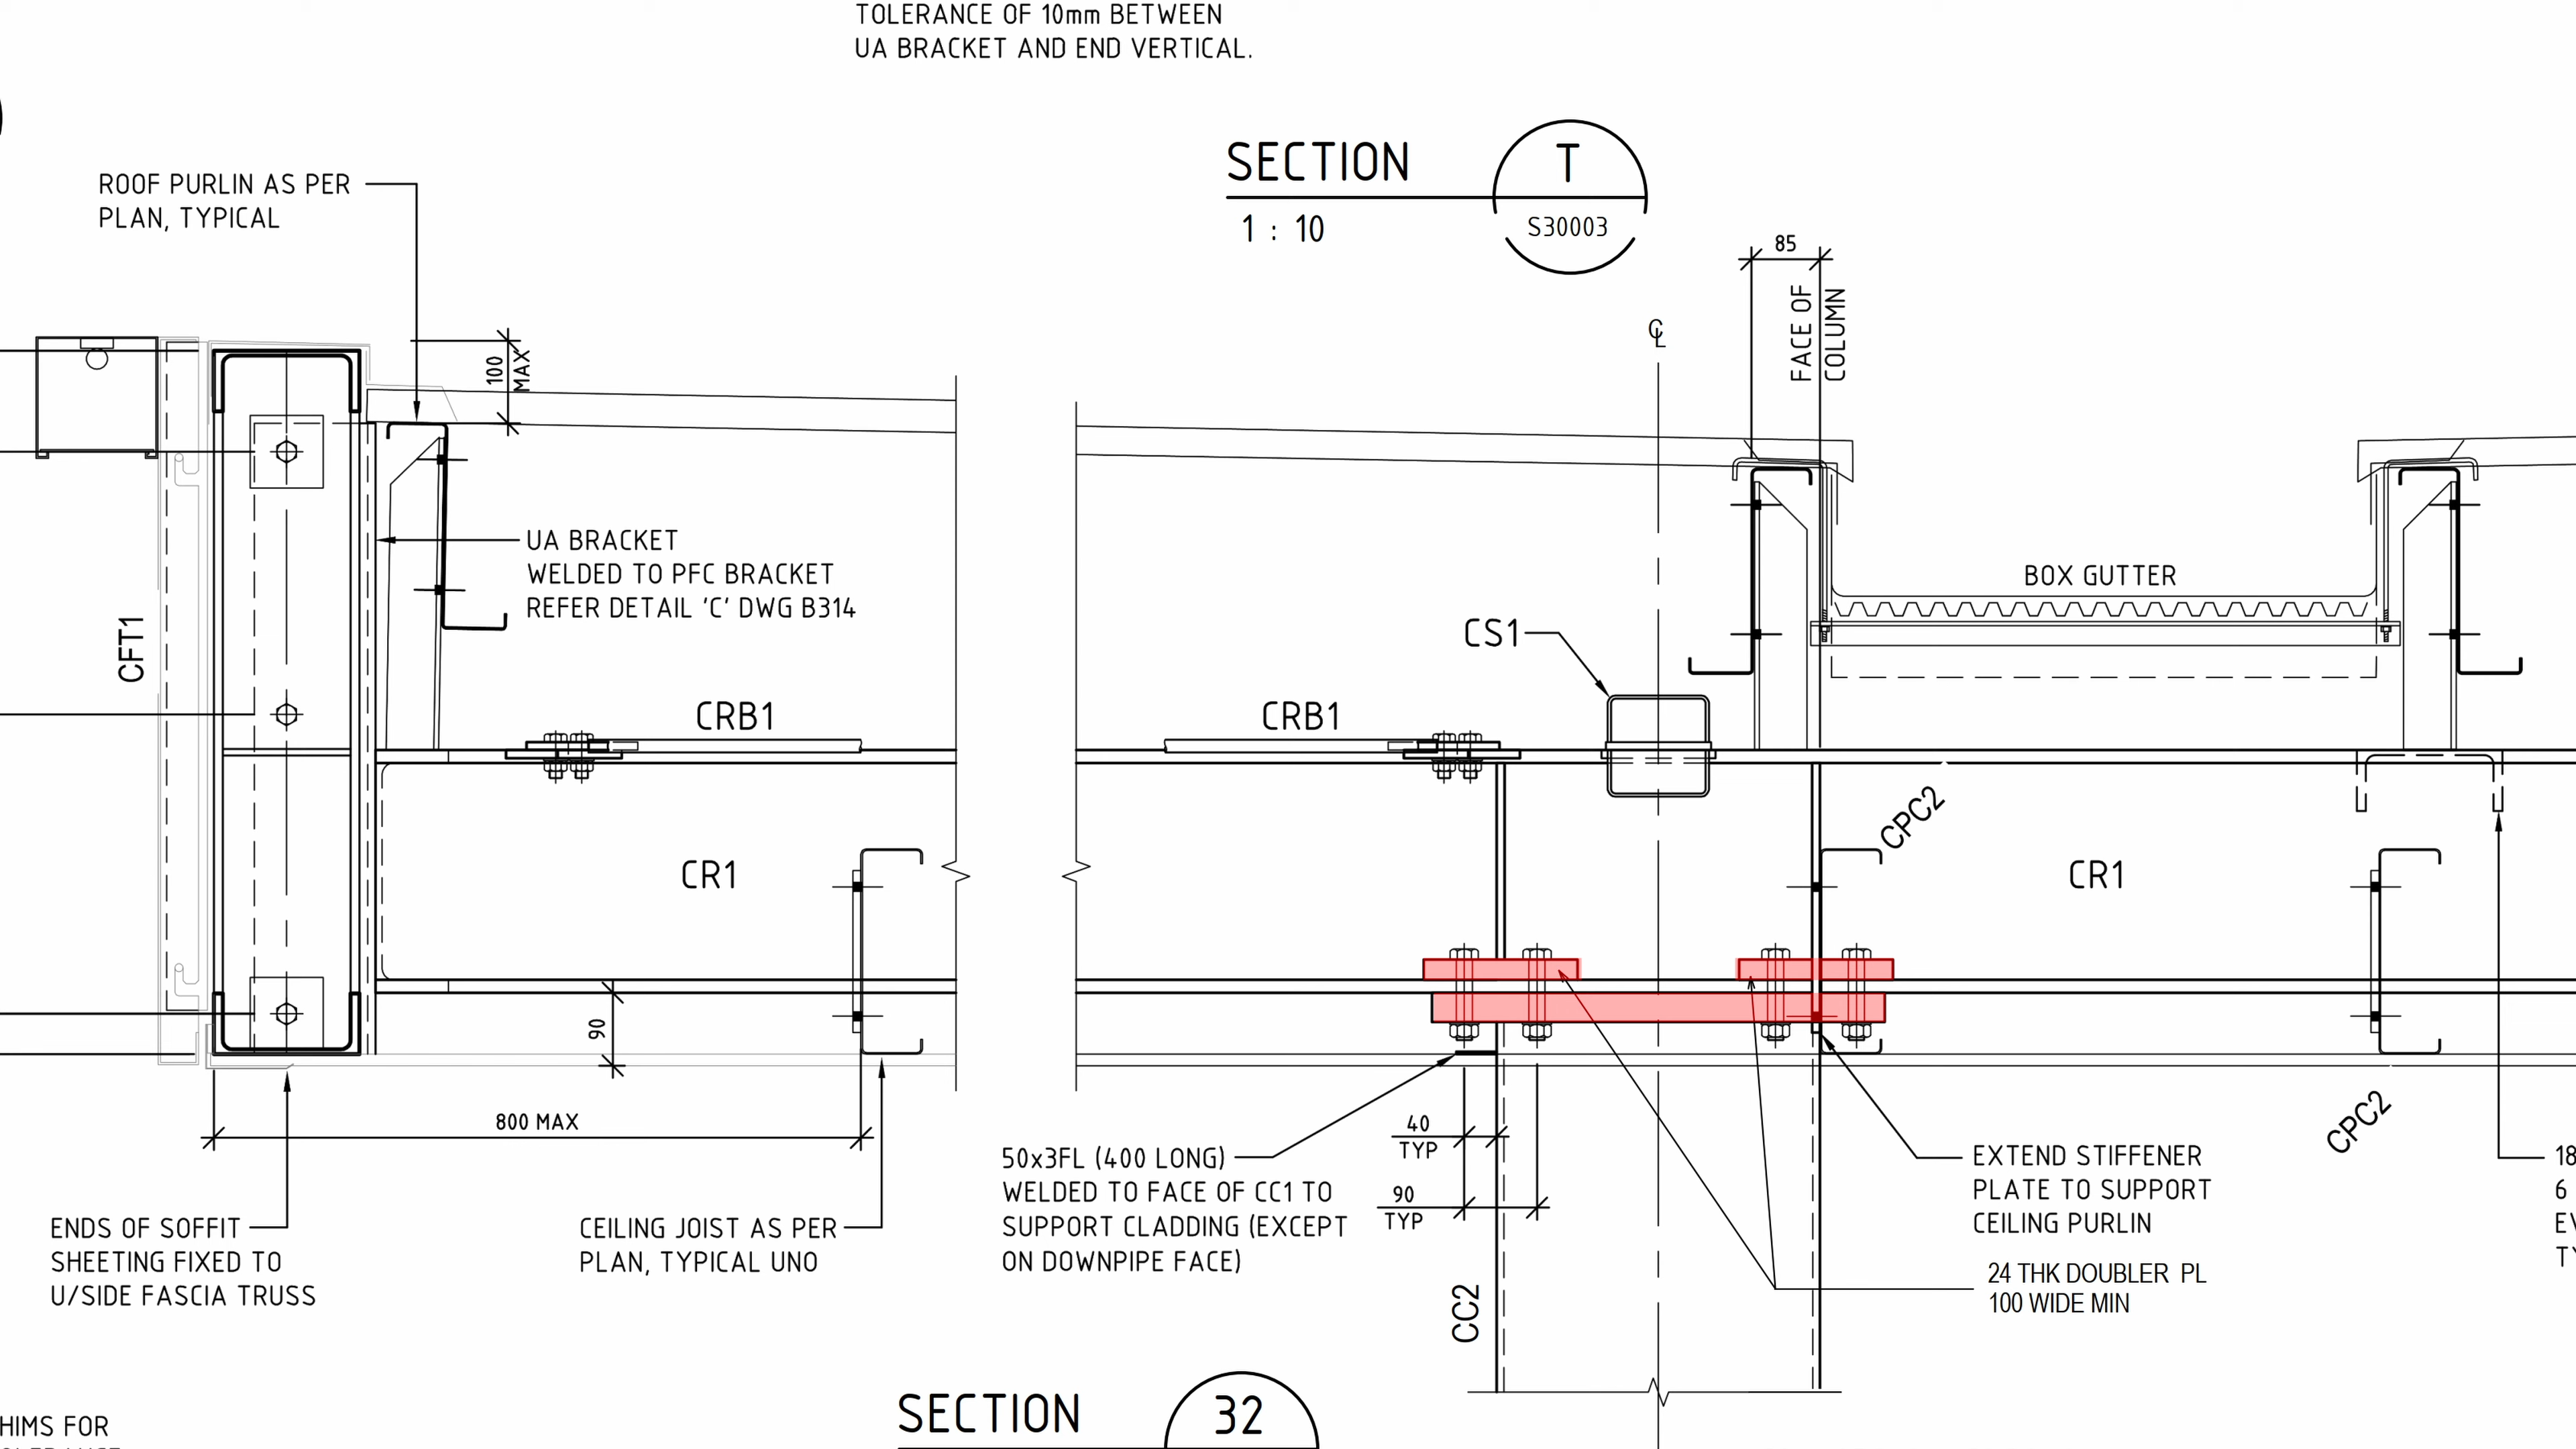 TOLERANCE OF 10mm BETWEEN
UA BRACKET AND END VERTICAL.
SECTION
T
1 : 10
S30003
ROOF PURLIN AS PER
PLAN, TYPICAL
85
FACE OF
COLUMN
℄
100
MAX
UA BRACKET
WELDED TO PFC BRACKET
REFER DETAIL 'C' DWG B314
BOX GUTTER
CFT1
CS1
CRB1
CRB1
CPC2
CR1
CR1
90
800 MAX
40
TYP
90
TYP
CPC2
50x3FL (400 LONG)
WELDED TO FACE OF CC1 TO
SUPPORT CLADDING (EXCEPT
ON DOWNPIPE FACE)
EXTEND STIFFENER
PLATE TO SUPPORT
CEILING PURLIN
18
6
EV
TY
ENDS OF SOFFIT
SHEETING FIXED TO
U/SIDE FASCIA TRUSS
CEILING JOIST AS PER
PLAN, TYPICAL UNO
24 THK DOUBLER PL
100 WIDE MIN
CC2
SECTION
32
HIMS FOR